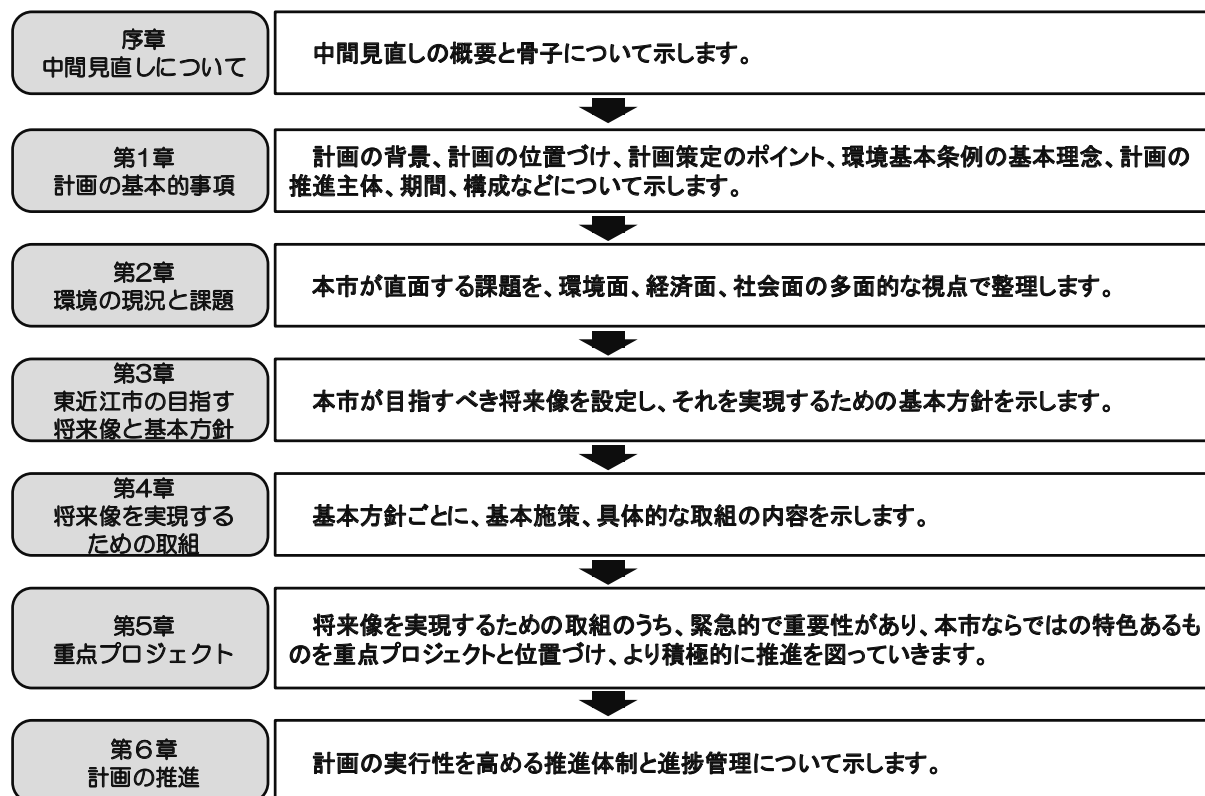 序章
中間見直しについて
中間見直しの概要と骨子について示します。
第1章
計画の基本的事項
計画の背景、計画の位置づけ、計画策定のポイント、環境基本条例の基本理念、計画の
推進主体、期間、構成などについて示します。
第2章
環境の現況と課題
本市が直面する課題を、環境面、経済面、社会面の多面的な視点で整理します。
第3章
東近江市の目指す
将来像と基本方針
本市が目指すべき将来像を設定し、それを実現するための基本方針を示します。
第4章
将来像を実現する
ための取組
基本方針ごとに、基本施策、具体的な取組の内容を示します。
第5章
重点プロジェクト
将来像を実現するための取組のうち、緊急的で重要性があり、本市ならではの特色あるも
のを重点プロジェクトと位置づけ、より積極的に推進を図っていきます。
第6章
計画の推進
計画の実行性を高める推進体制と進捗管理について示します。